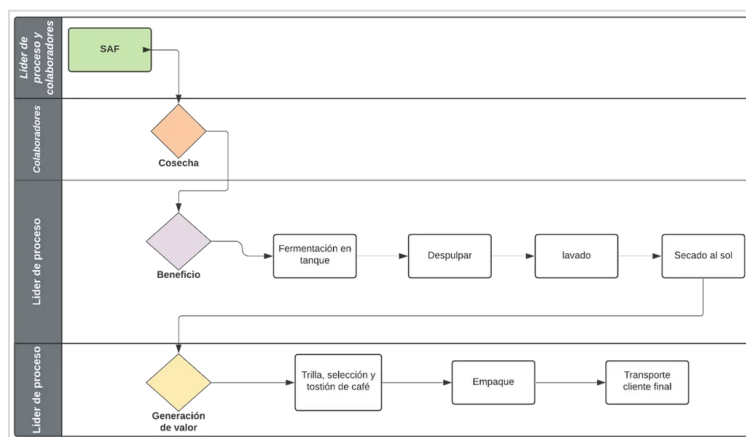 Lider de
proceso y
colaboradores
SAF
Colaboradores
Cosecha
Lider de proceso
Beneficio
Fermentación en
tanque
Despulpar
lavado
Secado al sol
Lider de proceso
Generación
de valor
Trilla, selección y
tostión de café
Empaque
Transporte
cliente final